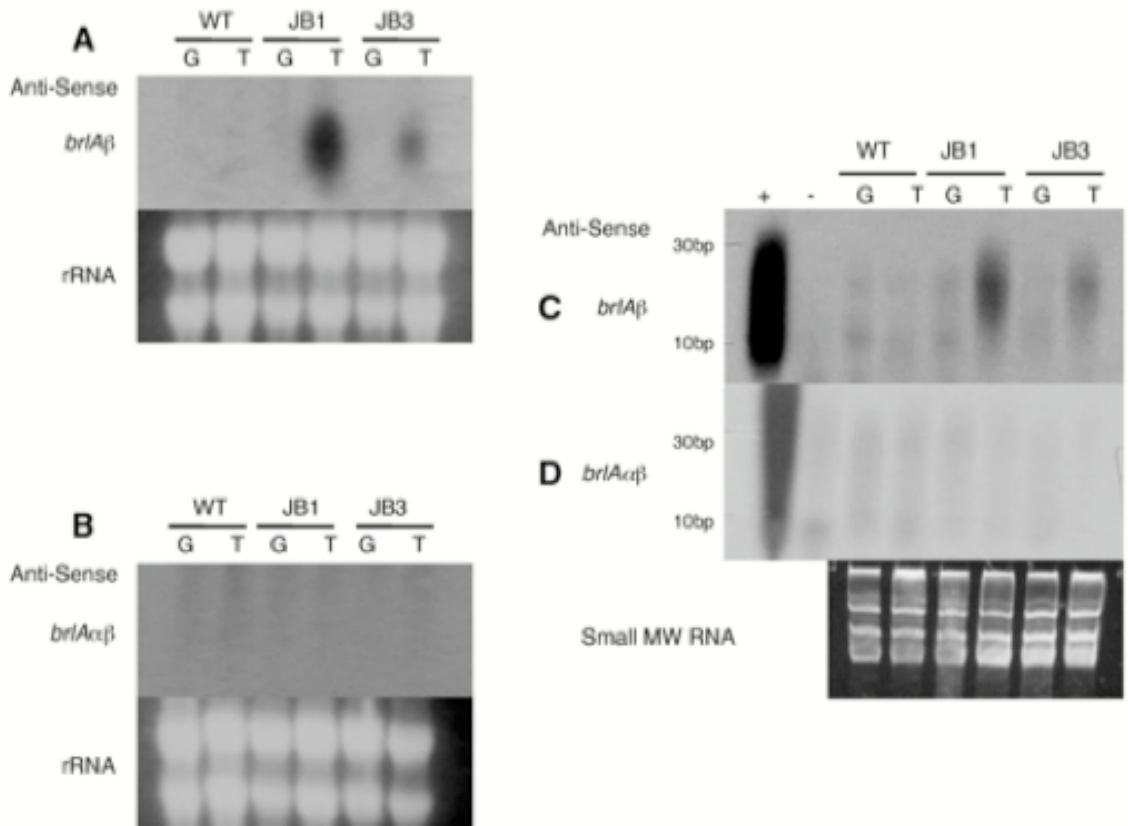 A
WT JB1 JB3
G T G T G T
Anti-Sense
brlAβ
rRNA
B
WT JB1 JB3
G T G T G T
Anti-Sense
brlAαβ
rRNA
WT JB1 JB3
+ - G T G T G T
Anti-Sense
30bp
C brlAβ
10bp
30bp
D brlAαβ
10bp
Small MW RNA